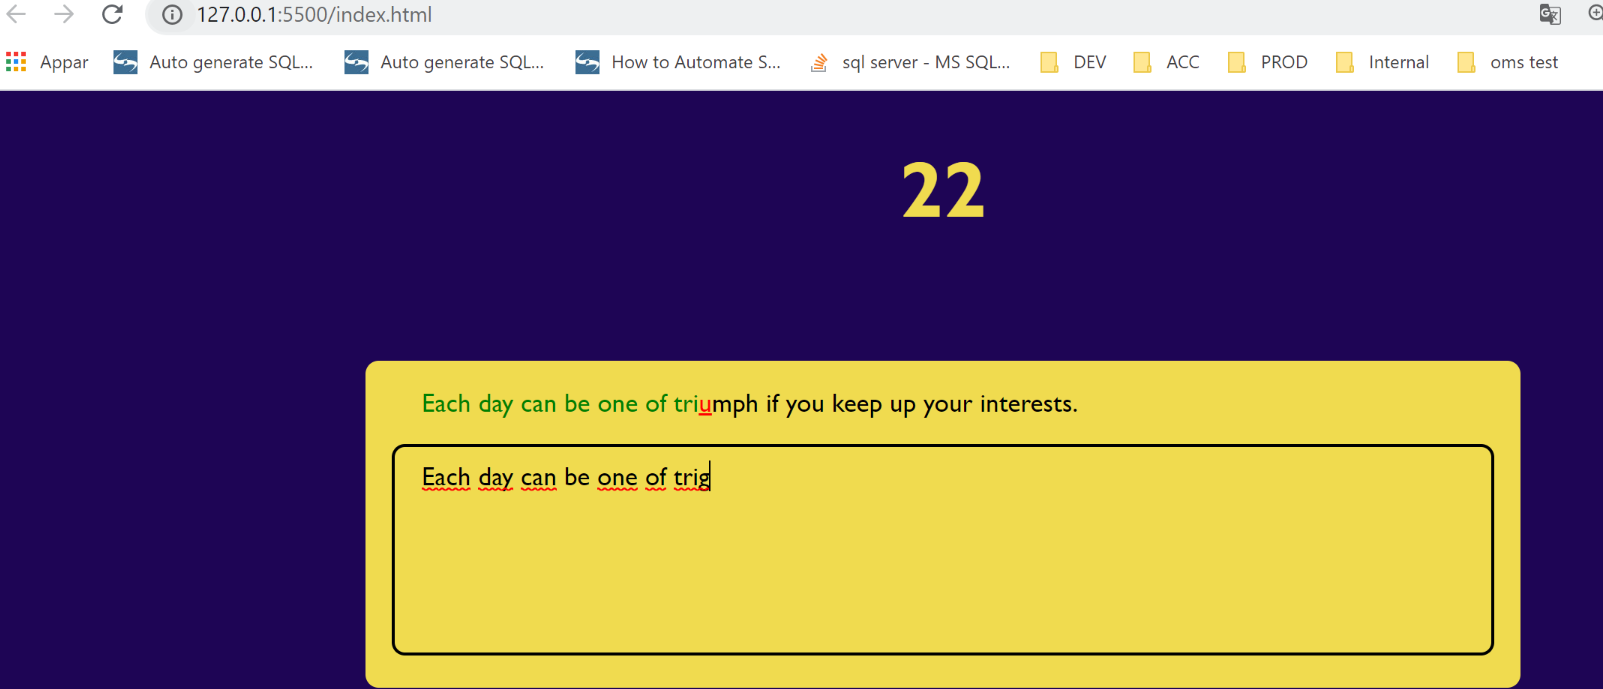 127.0.0.1:5500/index.html
Appar Auto generate SQL... Auto generate SQL... How to Automate S... sql server - MS SQL... DEV ACC PROD Internal oms test
22
Each day can be one of triumph if you keep up your interests.
Each day can be one of trig